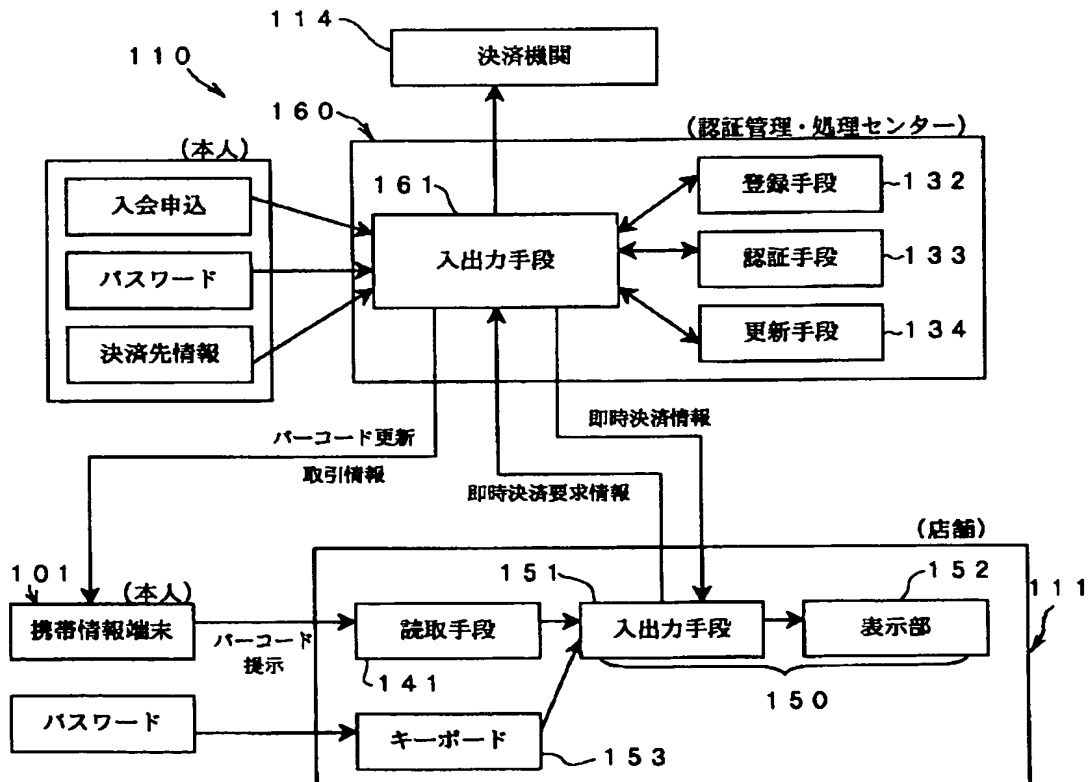 １１４
決済機関
１１０
１６０
（認証管理・処理センター）
（本人）
入会申込
パスワード
決済先情報
１６１
入出力手段
登録手段
１３２
認証手段
１３３
更新手段
１３４
バーコード更新
取引情報
即時決済情報
即時決済要求情報
（店舗）
１０１
（本人）
携帯情報端末
バーコード
提示
読取手段
１４１
１５１
入出力手段
１５２
表示部
１１１
１５０
パスワード
キーボード
１５３